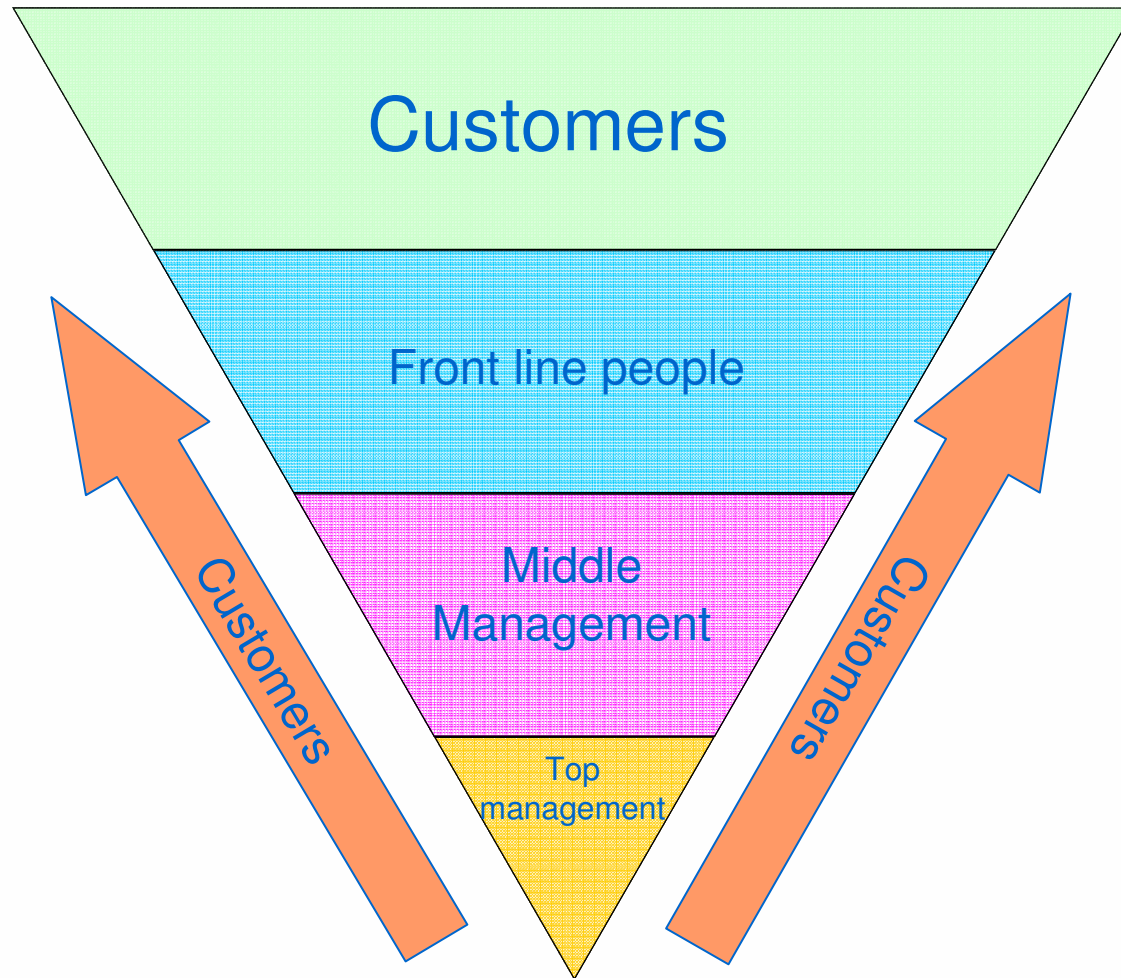 Customers
Front line people
Middle
Management
Top
management
Customers
Customers